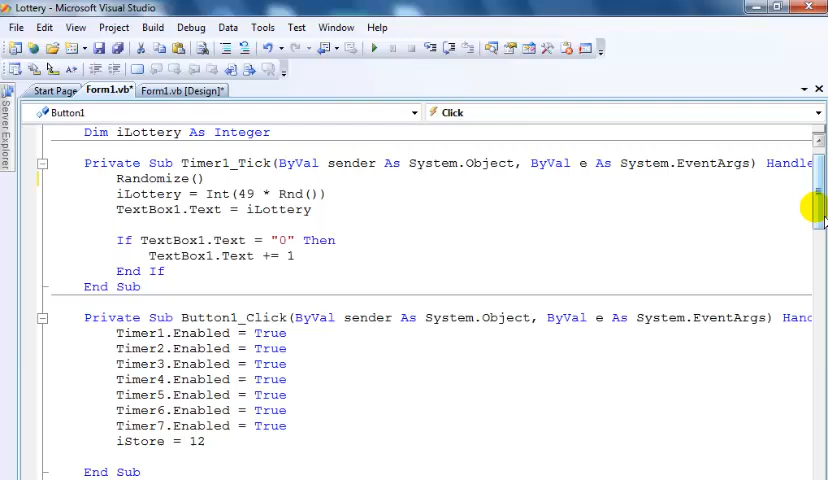 Lottery - Microsoft Visual Studio
File Edit View Project Build Debug Data Tools Test Window Help
Start Page Form1.vb* Form1.vb [Design]*
Server Explorer
Button1 Click
Dim iLottery As Integer
Private Sub Timer1_Tick(ByVal sender As System.Object, ByVal e As System.EventArgs) Handle
Randomize()
iLottery = Int(49 * Rnd())
TextBox1.Text = iLottery
If TextBox1.Text = "0" Then
TextBox1.Text += 1
End If
End Sub
Private Sub Button1_Click(ByVal sender As System.Object, ByVal e As System.EventArgs) Hand
Timer1.Enabled = True
Timer2.Enabled = True
Timer3.Enabled = True
Timer4.Enabled = True
Timer5.Enabled = True
Timer6.Enabled = True
Timer7.Enabled = True
iStore = 12
End Sub